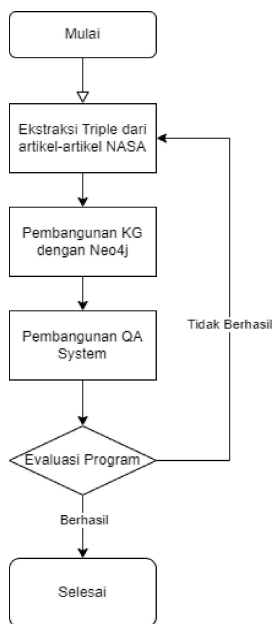 Mulai
Ekstraksi Triple dari
artikel-artikel NASA
Pembangunan KG
dengan Neo4j
Pembangunan QA
System
Tidak Berhasil
Evaluasi Program
Berhasil
Selesai